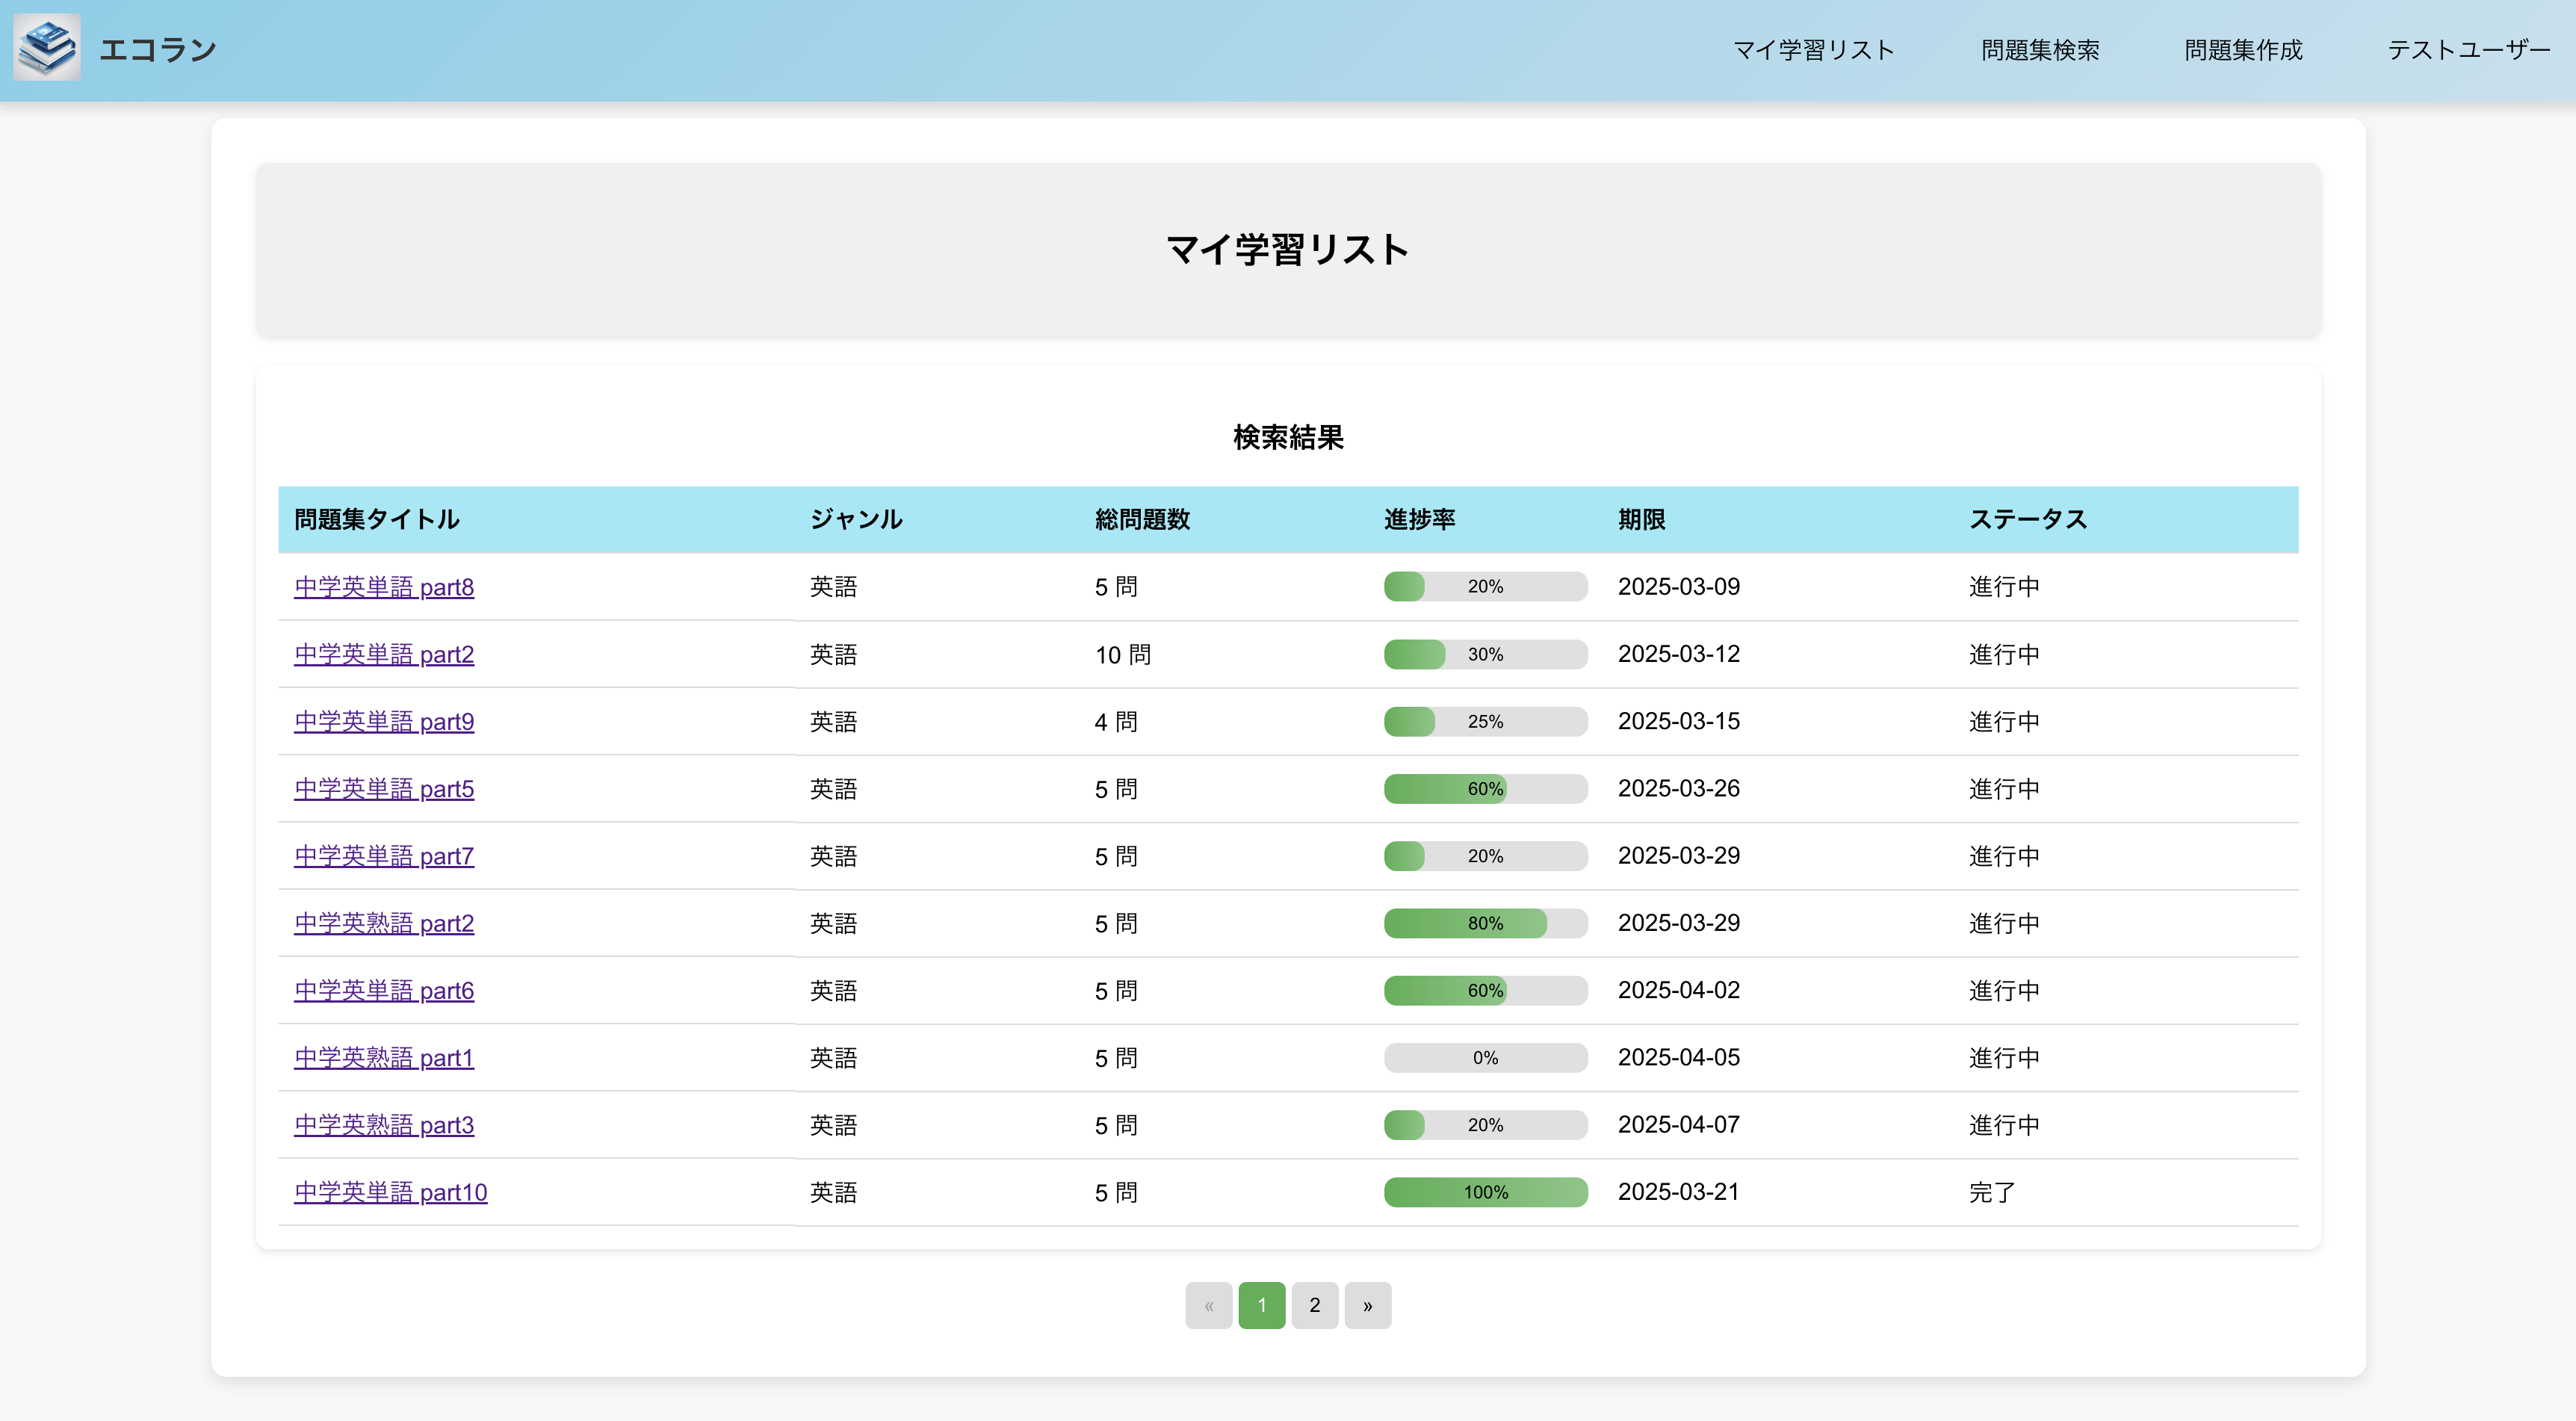 エコラン
マイ学習リスト 問題集検索 問題集作成 テストユーザー
マイ学習リスト
検索結果
問題集タイトル ジャンル 総問題数 進捗率 期限 ステータス
中学英単語 part8 英語 5 問 20% 2025-03-09 進行中
中学英単語 part2 英語 10 問 30% 2025-03-12 進行中
中学英単語 part9 英語 4 問 25% 2025-03-15 進行中
中学英単語 part5 英語 5 問 60% 2025-03-26 進行中
中学英単語 part7 英語 5 問 20% 2025-03-29 進行中
中学英熟語 part2 英語 5 問 80% 2025-03-29 進行中
中学英単語 part6 英語 5 問 60% 2025-04-02 進行中
中学英熟語 part1 英語 5 問 0% 2025-04-05 進行中
中学英熟語 part3 英語 5 問 20% 2025-04-07 進行中
中学英単語 part10 英語 5 問 100% 2025-03-21 完了
« 1 2 »